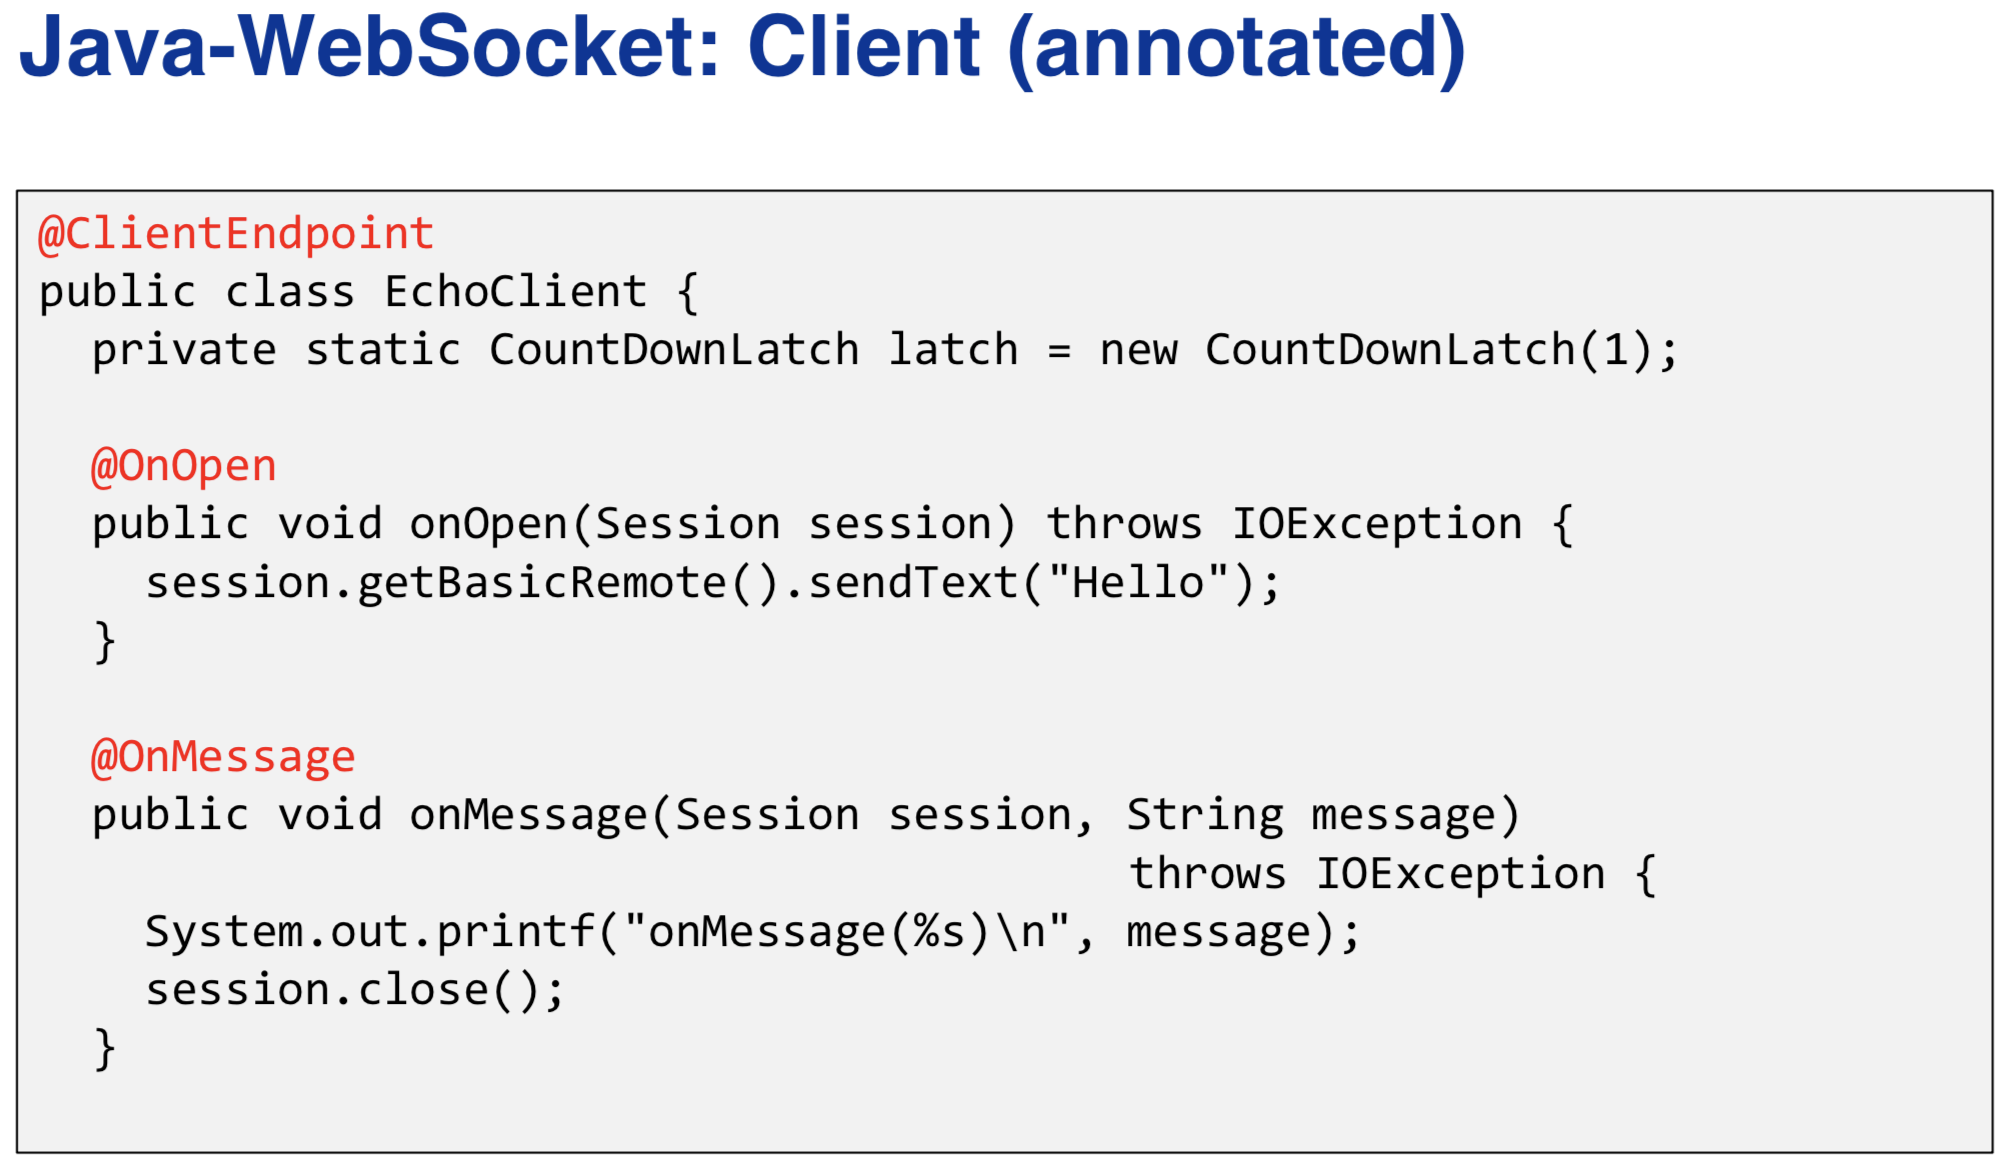 Java-WebSocket: Client (annotated)
@ClientEndpoint
public class EchoClient {
  private static CountDownLatch latch = new CountDownLatch(1);
  @OnOpen
  public void onOpen(Session session) throws IOException {
    session.getBasicRemote().sendText("Hello");
  }
  @OnMessage
  public void onMessage(Session session, String message)
                                         throws IOException {
    System.out.printf("onMessage(%s)\n", message);
    session.close();
  }